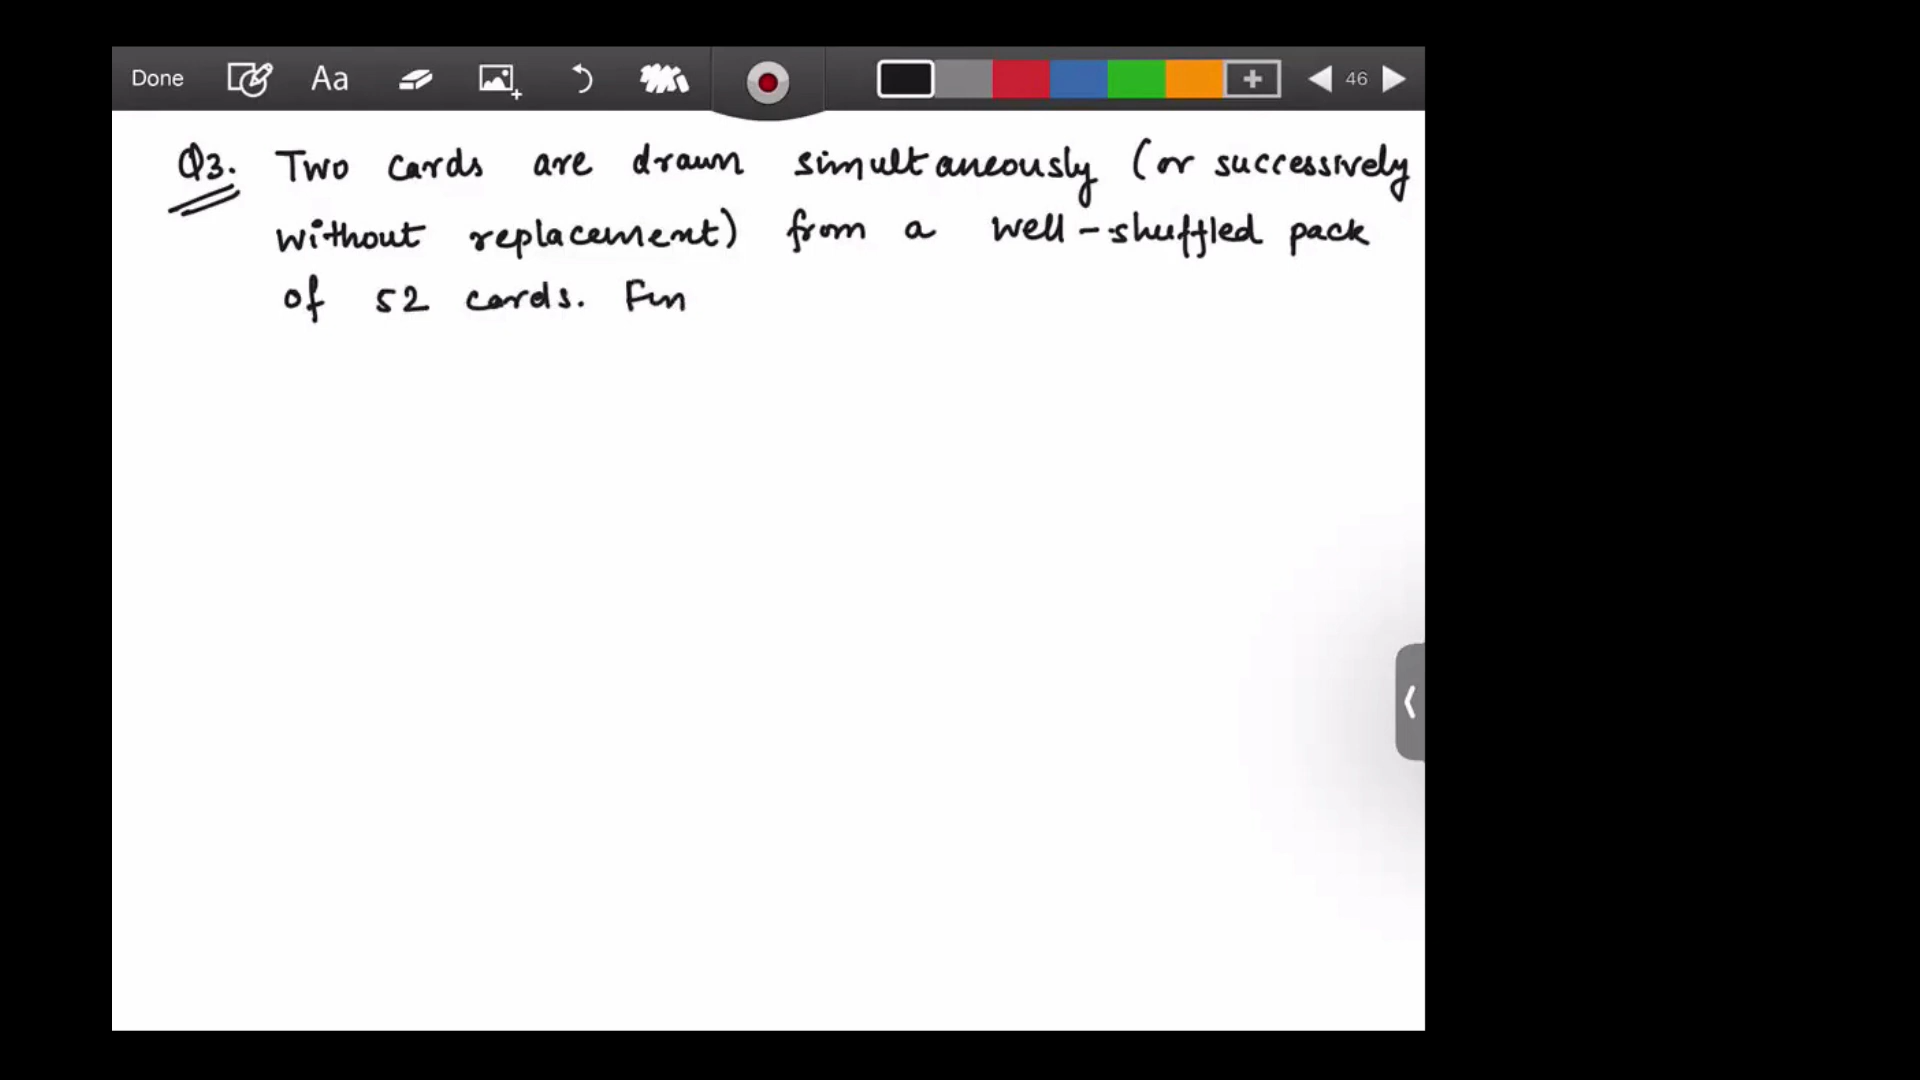 Done Aa 46
Q3. Two cards are drawn simultaneously (or successively
without replacement) from a well-shuffled pack
of 52 cards. Fin